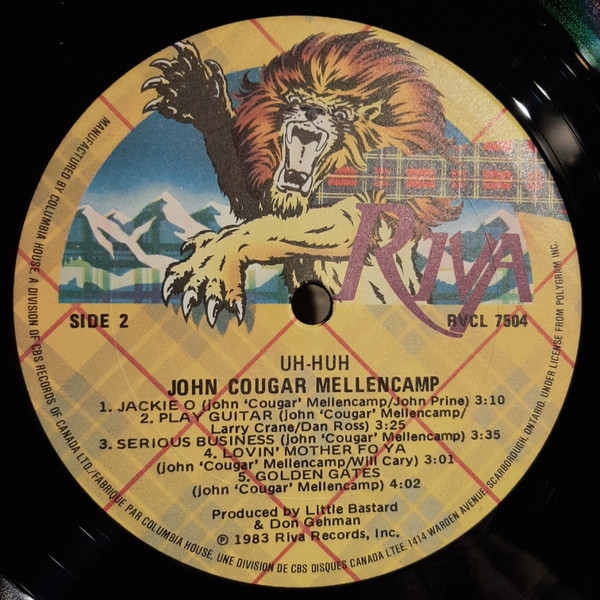 RIVA
SIDE 2
RVCL 7504
UH-HUH
JOHN COUGAR MELLENCAMP
1. JACKIE O (John 'Cougar' Mellencamp/John Prine) 3:10
2. PLAY GUITAR (John 'Cougar' Mellencamp/
Larry Crane/Dan Ross) 3:25
3. SERIOUS BUSINESS (John 'Cougar' Mellencamp) 3:35
4. LOVIN' MOTHER FO YA
(John 'Cougar' Mellencamp/Will Cary) 3:01
5. GOLDEN GATES
(John 'Cougar' Mellencamp) 4:02
Produced by Little Bastard
& Don Gehman
℗ 1983 Riva Records, Inc.
MANUFACTURED BY COLUMBIA HOUSE, A DIVISION OF CBS RECORDS OF CANADA LTD./FABRIQUÉ PAR COLUMBIA HOUSE, UNE DIVISION DE CBS DISQUES CANADA LTEE. 1414 WARDEN AVENUE, SCARBOROUGH, ONTARIO. UNDER LICENSE FROM POLYGRAM INC.